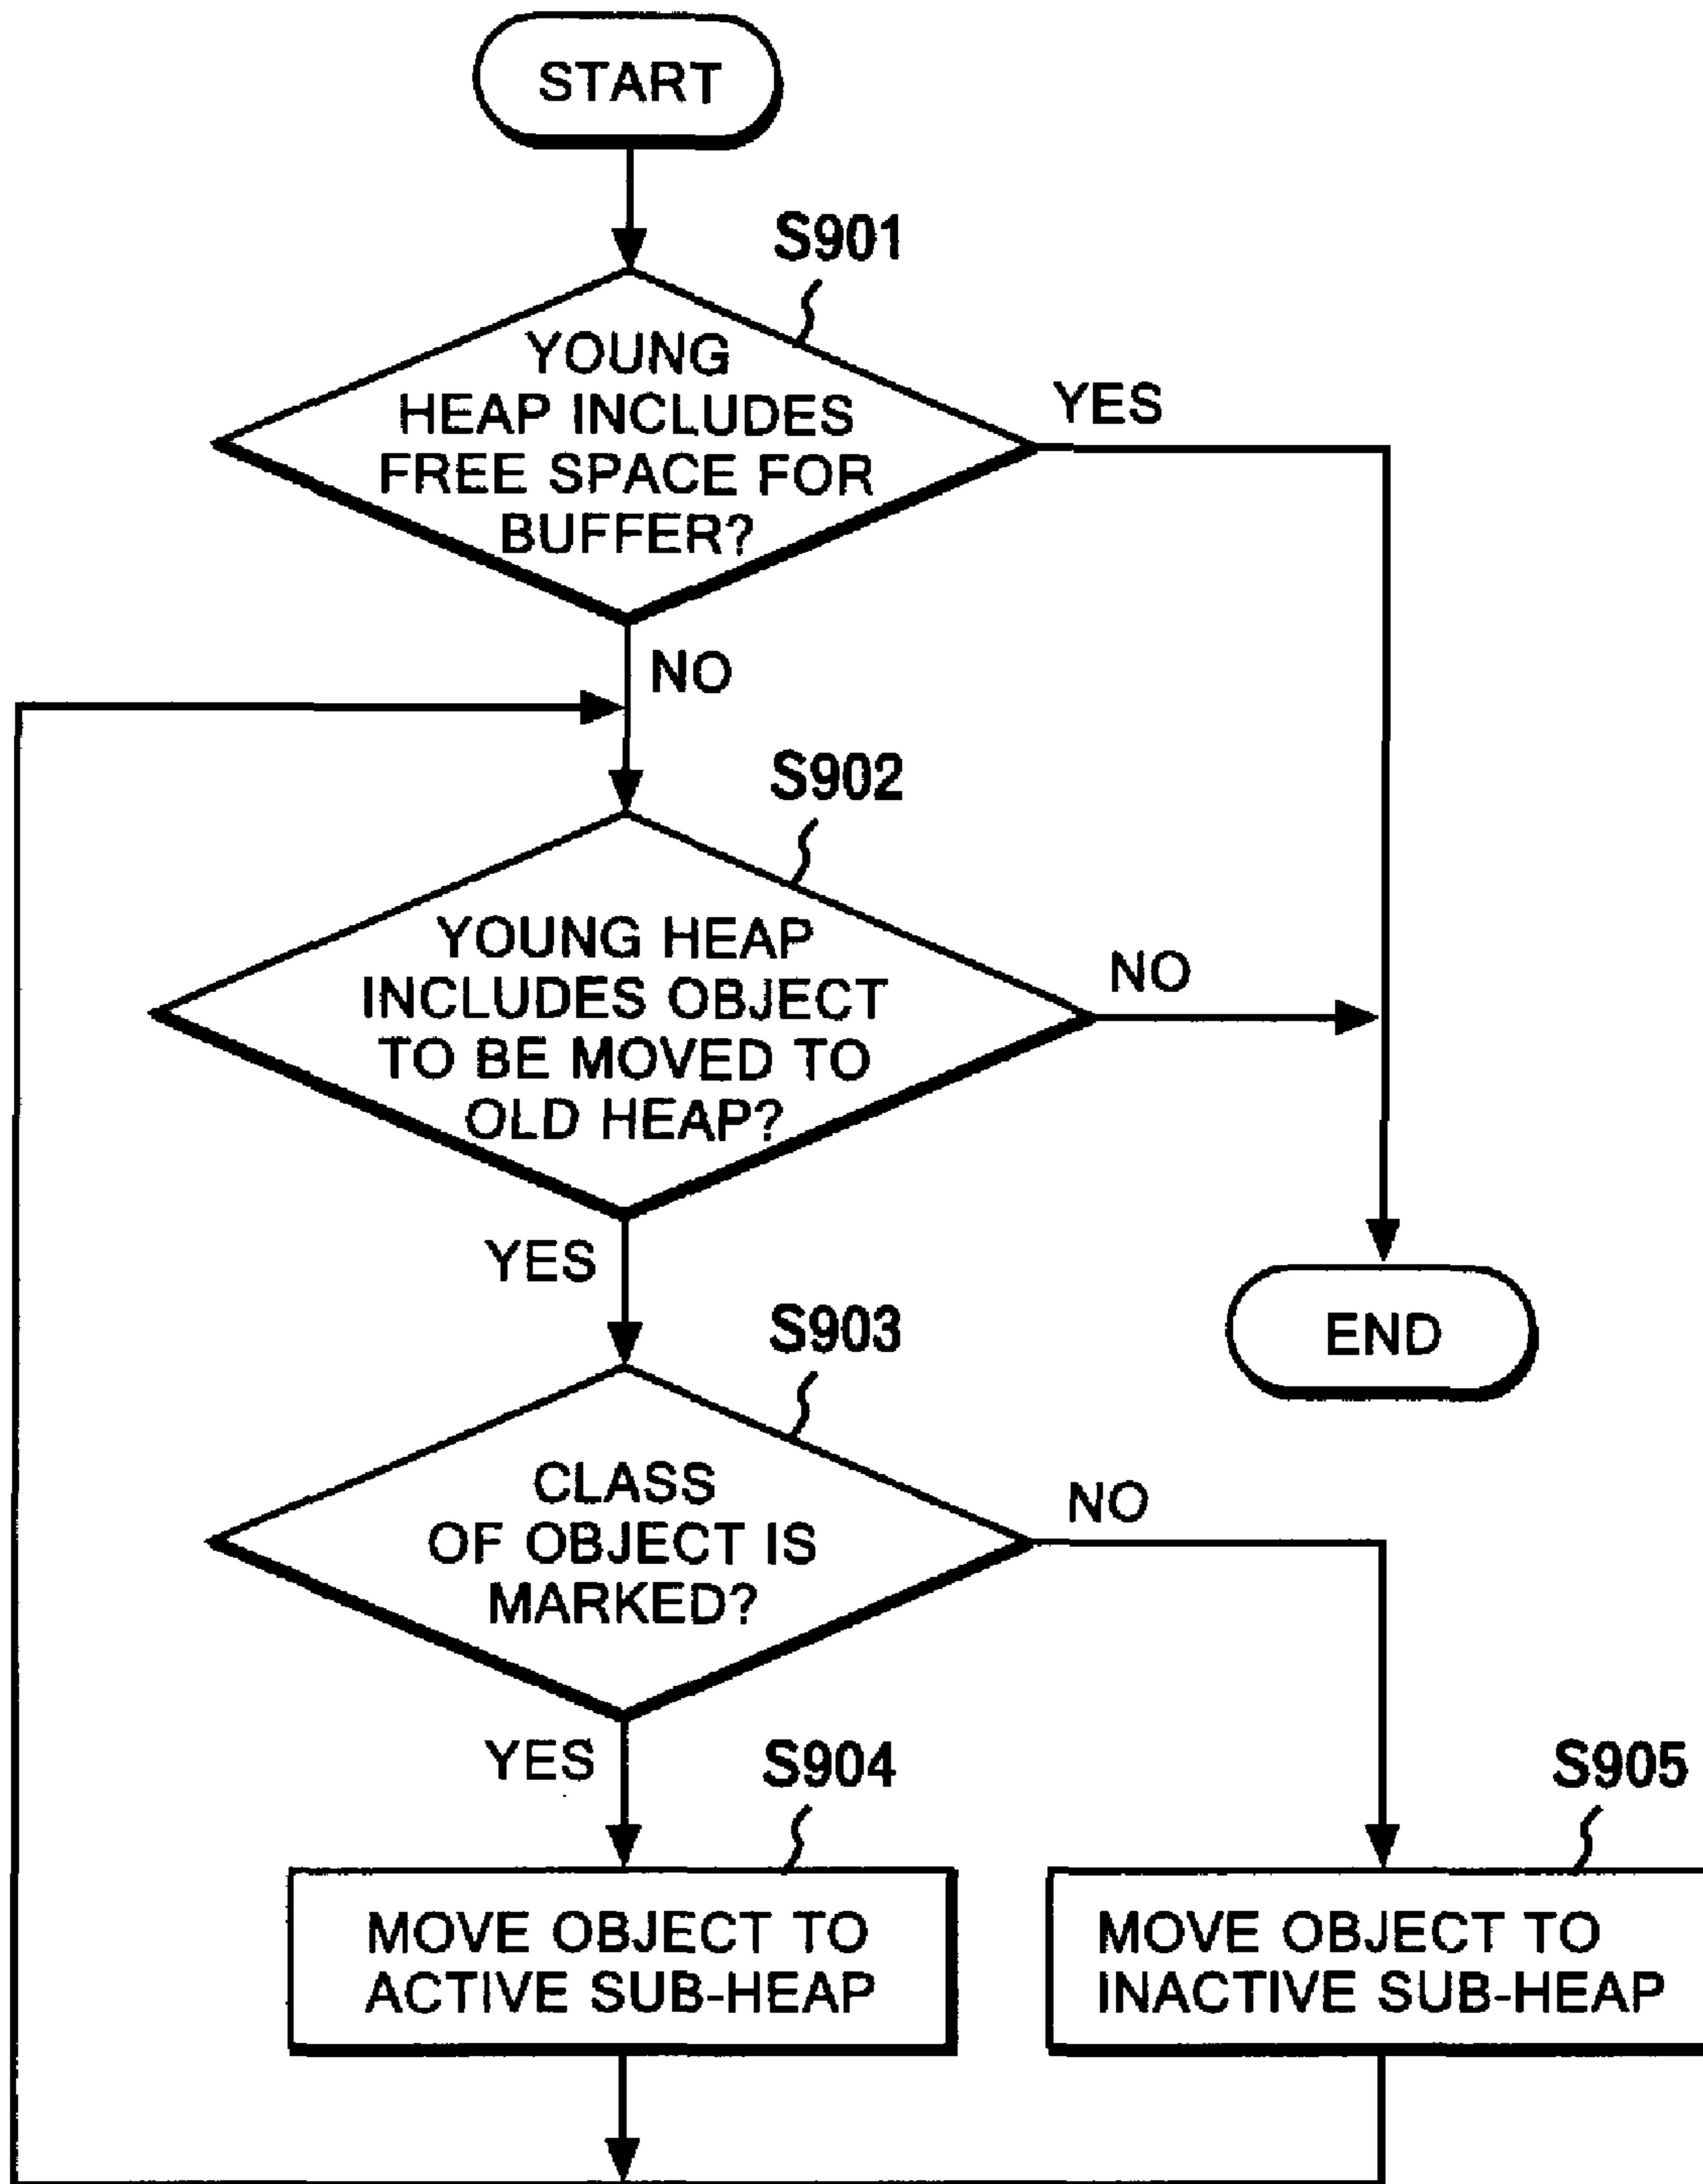 START
S901
YOUNG
HEAP INCLUDES
FREE SPACE FOR
BUFFER?
YES
NO
S902
YOUNG HEAP
INCLUDES OBJECT
TO BE MOVED TO
OLD HEAP?
NO
YES
END
S903
CLASS
OF OBJECT IS
MARKED?
NO
YES
S904
MOVE OBJECT TO
ACTIVE SUB-HEAP
S905
MOVE OBJECT TO
INACTIVE SUB-HEAP